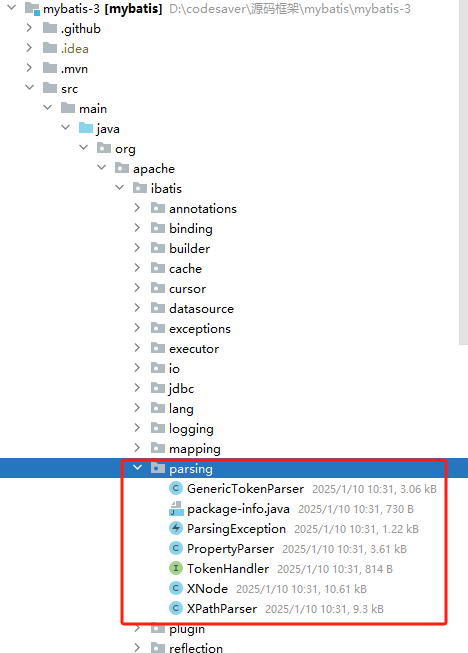 mybatis-3 [mybatis] D:\codesaver\源码框架\mybatis\mybatis-3
.github
.idea
.mvn
src
main
java
org
apache
ibatis
annotations
binding
builder
cache
cursor
datasource
exceptions
executor
io
jdbc
lang
logging
mapping
parsing
GenericTokenParser 2025/1/10 10:31, 3.06 kB
package-info.java 2025/1/10 10:31, 730 B
ParsingException 2025/1/10 10:31, 1.22 kB
PropertyParser 2025/1/10 10:31, 3.61 kB
TokenHandler 2025/1/10 10:31, 814 B
XNode 2025/1/10 10:31, 10.61 kB
XPathParser 2025/1/10 10:31, 9.3 kB
plugin
reflection